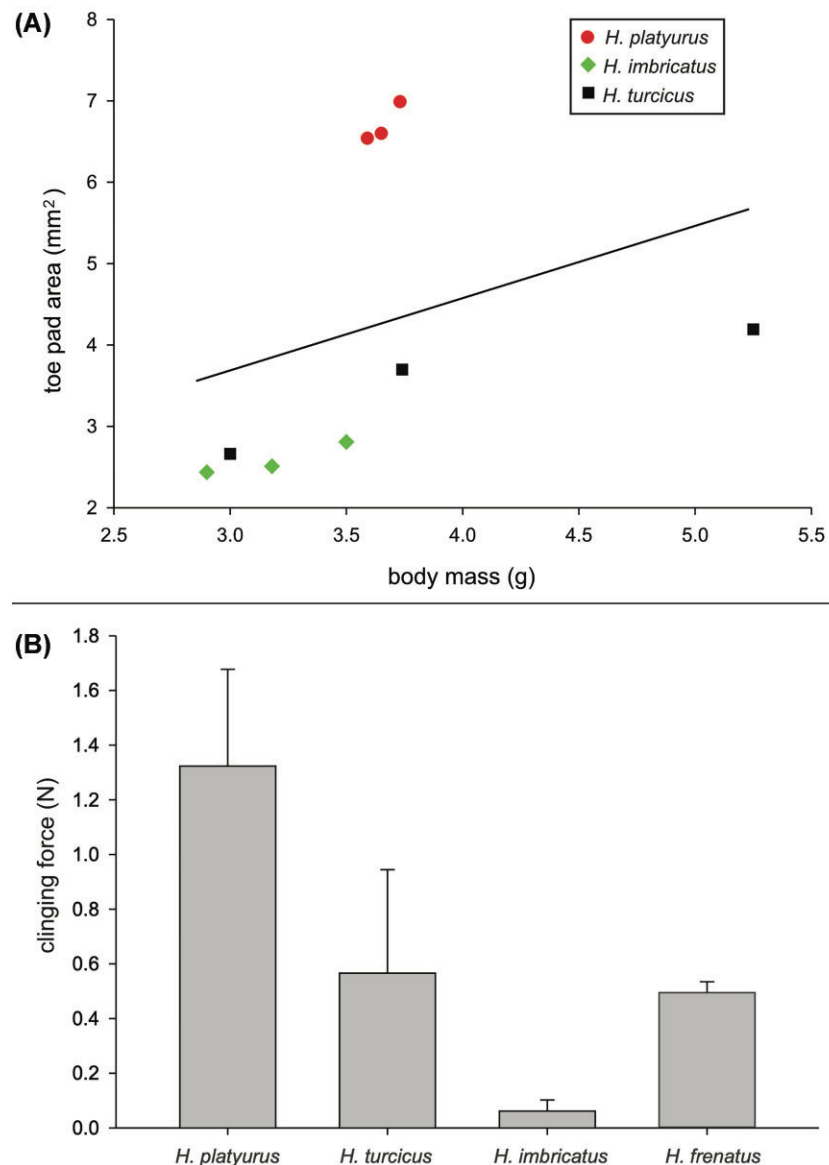 (A)
8
7
6
5
4
3
2
toe pad area (mm²)
H. platyurus
H. imbricatus
H. turcicus
2.5 3.0 3.5 4.0 4.5 5.0 5.5
body mass (g)
(B)
1.8
1.6
1.4
1.2
1.0
0.8
0.6
0.4
0.2
0.0
clinging force (N)
H. platyurus H. turcicus H. imbricatus H. frenatus